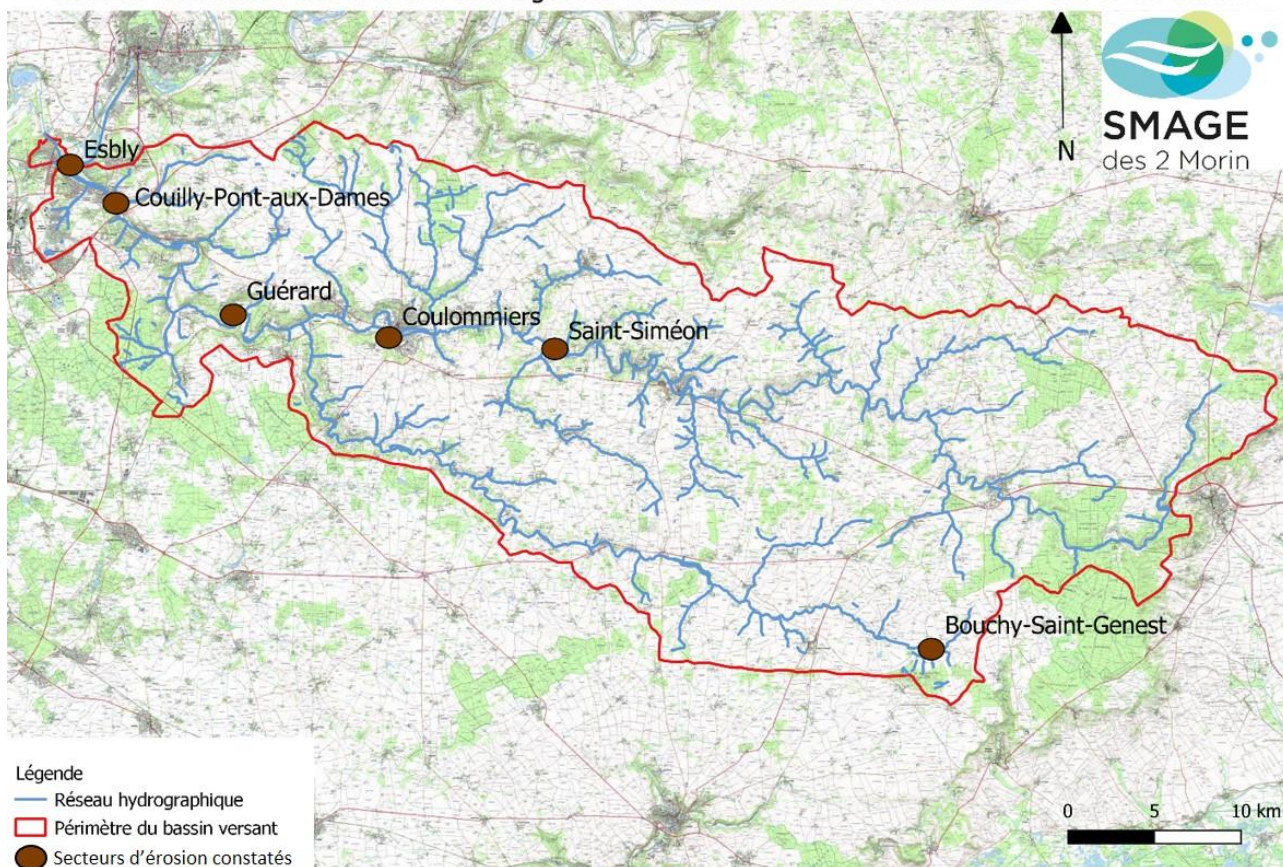 N
SMAGE
des 2 Morin
Esbly
Couilly-Pont-aux-Dames
Guérard
Coulommiers
Saint-Siméon
Bouchy-Saint-Genest
Légende
Réseau hydrographique
Périmètre du bassin versant
Secteurs d'érosion constatés
0 5 10 km